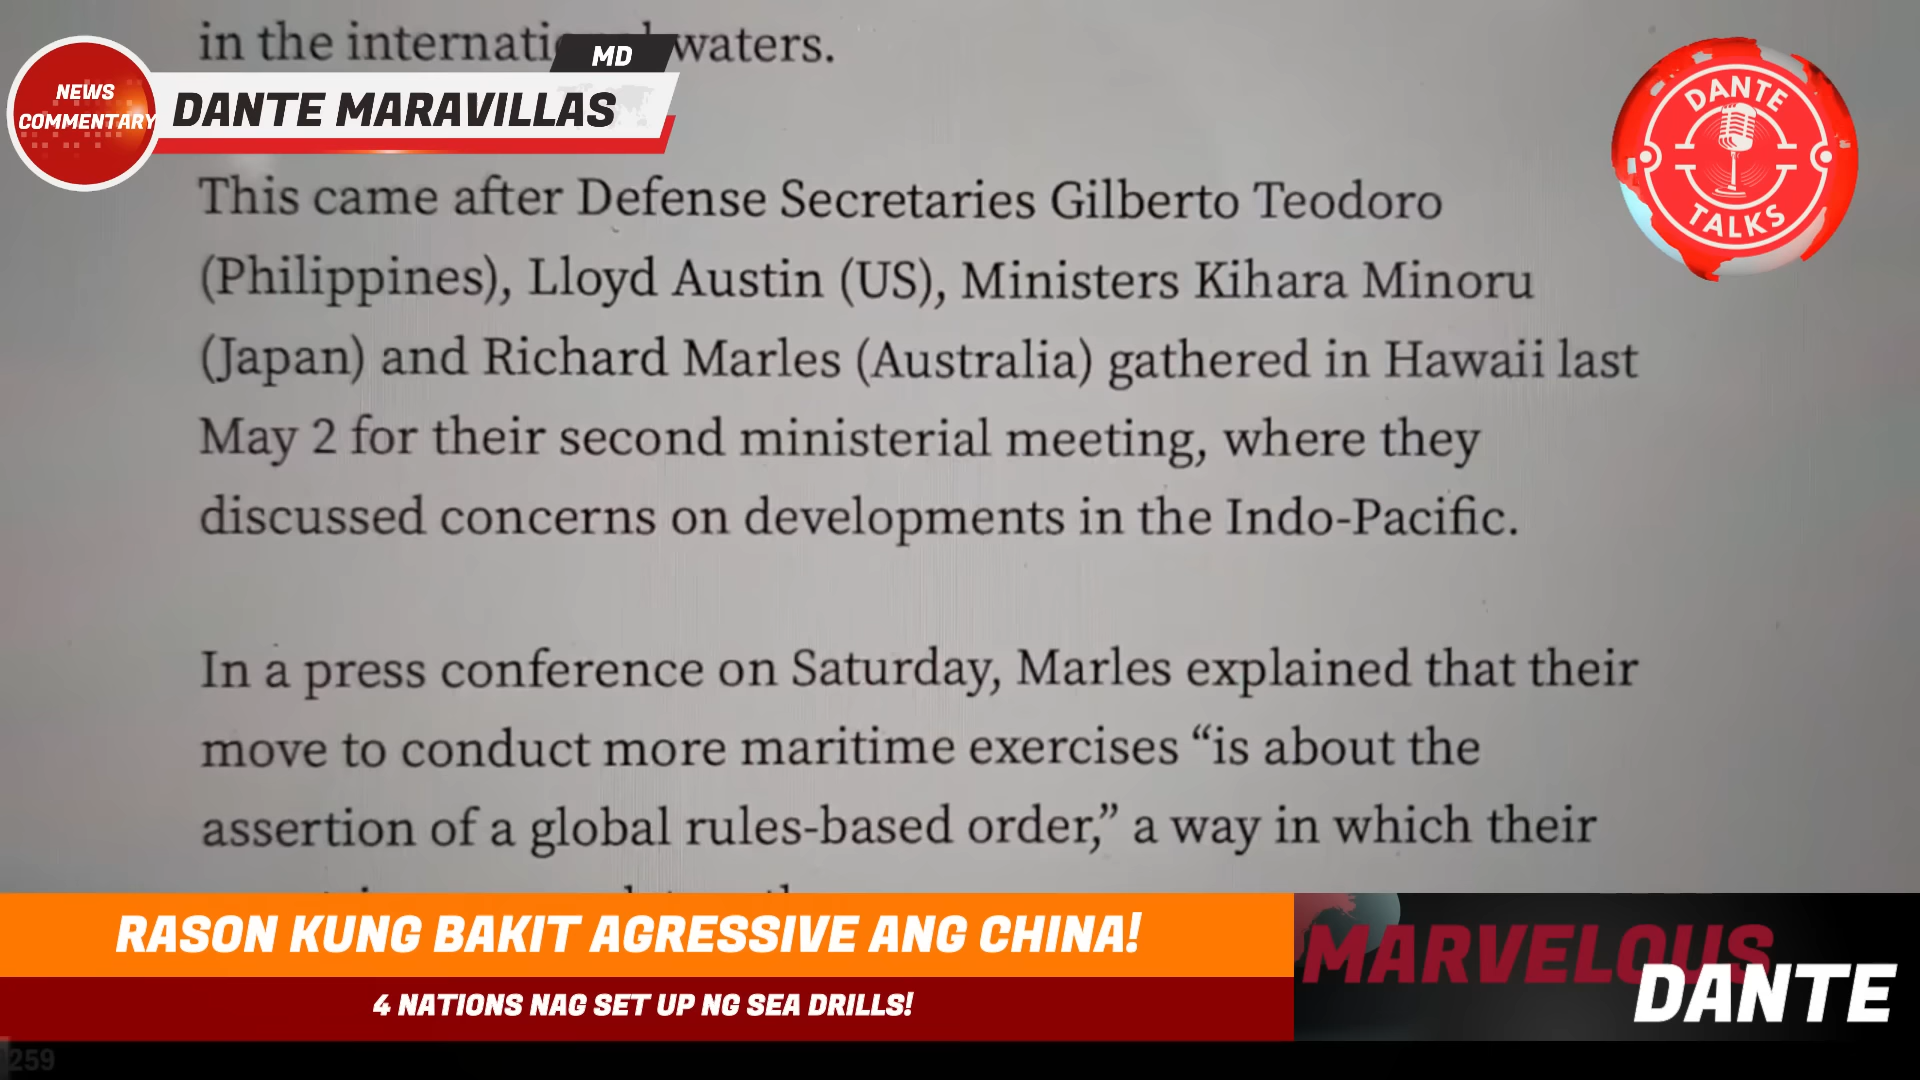 in the internati waters.
MD
NEWS
COMMENTARY
DANTE MARAVILLAS
DANTE
TALKS
This came after Defense Secretaries Gilberto Teodoro
(Philippines), Lloyd Austin (US), Ministers Kihara Minoru
(Japan) and Richard Marles (Australia) gathered in Hawaii last
May 2 for their second ministerial meeting, where they
discussed concerns on developments in the Indo-Pacific.
In a press conference on Saturday, Marles explained that their
move to conduct more maritime exercises “is about the
assertion of a global rules-based order,” a way in which their
RASON KUNG BAKIT AGRESSIVE ANG CHINA!
4 NATIONS NAG SET UP NG SEA DRILLS!
MARVELOUS
DANTE
259